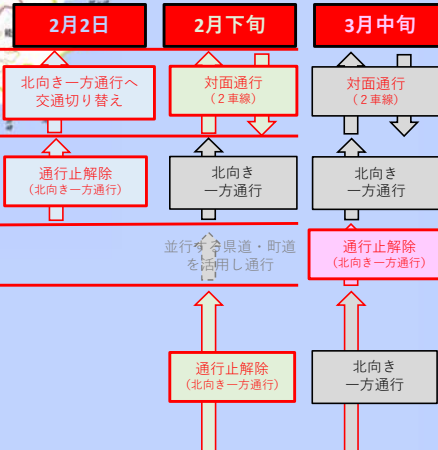 2月2日
2月下旬
3月中旬
北向き一方通行へ
交通切り替え
対面通行
（２車線）
対面通行
（２車線）
通行止解除
（北向き一方通行）
北向き
一方通行
北向き
一方通行
並行する県道・町道
を活用し通行
通行止解除
（北向き一方通行）
通行止解除
（北向き一方通行）
北向き
一方通行